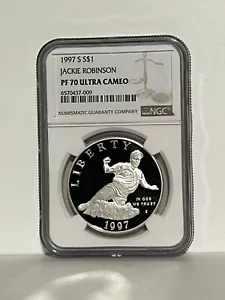 1997 S S$1
JACKIE ROBINSON
PF 70 ULTRA CAMEO
6570437-009
NUMISMATIC GUARANTY COMPANY
NGC
LIBERTY
IN GOD
WE TRUST
S
1997